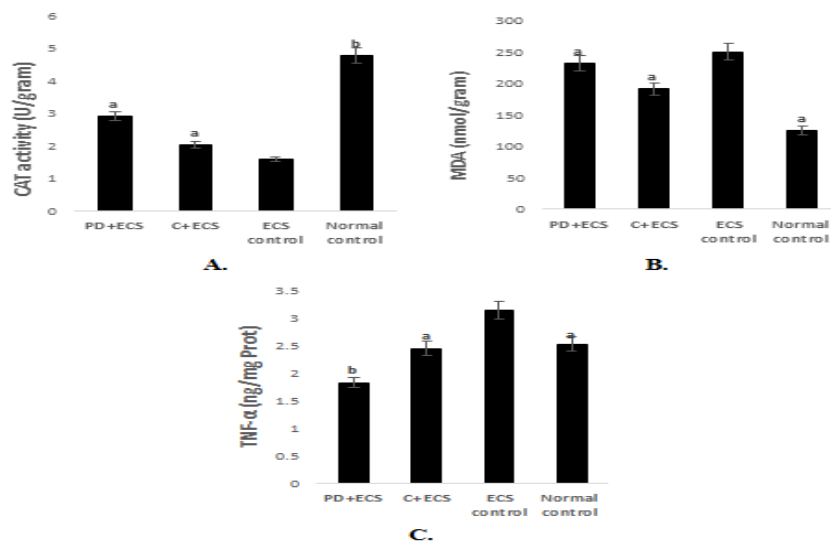 CAT activity (U/gram)
6
5
4
3
2
1
0
a
a
b
PD+ECS
C+ECS
ECS
control
Normal
control
A.
MDA (nmol/gram)
300
250
200
150
100
50
0
a
a
a
PD+ECS
C+ECS
ECS
control
Normal
control
B.
TNF-α (ng/mg Prot)
3.5
3
2.5
2
1.5
1
0.5
0
b
a
a
PD+ECS
C+ECS
ECS
control
Normal
control
C.